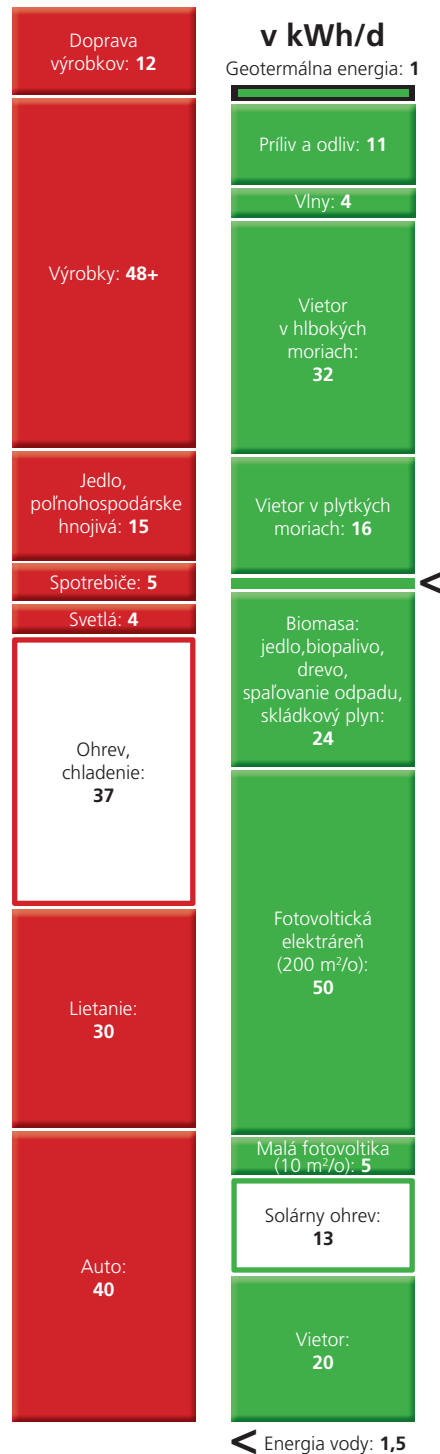 Doprava
výrobkov: 12
Výrobky: 48+
Jedlo,
poľnohospodárske
hnojivá: 15
Spotrebiče: 5
Svetlá: 4
Ohrev,
chladenie:
37
Lietanie:
30
Auto:
40
v kWh/d
Geotermálna energia: 1
Príliv a odliv: 11
Vlny: 4
Vietor
v hlbokých
moriach:
32
Vietor v plytkých
moriach: 16
<
Biomasa:
jedlo,biopalivo,
drevo,
spaľovanie odpadu,
skládkový plyn:
24
Fotovoltická
elektráreň
(200 m²/o):
50
Malá fotovoltika
(10 m²/o): 5
Solárny ohrev:
13
Vietor:
20
< Energia vody: 1,5